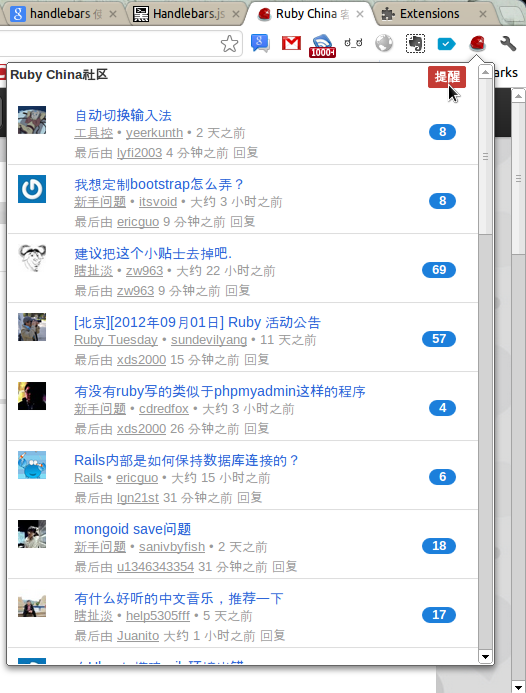 handlebars 使
Handlebars.js
Ruby China 客
Extensions
1000+
arks
Ruby China社区
提醒
自动切换输入法
工具控 • yeerkunth • 2 天之前
8
最后由 lyfi2003 4 分钟之前 回复
我想定制bootstrap怎么弄？
新手问题 • itsvoid • 大约 3 小时之前
8
最后由 ericguo 9 分钟之前 回复
建议把这个小贴士去掉吧.
瞎扯淡 • zw963 • 大约 22 小时之前
69
最后由 zw963 9 分钟之前 回复
[北京][2012年09月01日] Ruby 活动公告
Ruby Tuesday • sundevilyang • 11 天之前
57
最后由 xds2000 15 分钟之前 回复
有没有ruby写的类似于phpmyadmin这样的程序
新手问题 • cdredfox • 大约 3 小时之前
4
最后由 xds2000 26 分钟之前 回复
Rails内部是如何保持数据库连接的？
Rails • ericguo • 大约 15 小时之前
6
最后由 lgn21st 31 分钟之前 回复
mongoid save问题
新手问题 • sanivbyfish • 2 天之前
18
最后由 u1346343354 31 分钟之前 回复
有什么好听的中文音乐，推荐一下
瞎扯淡 • help5305fff • 5 天之前
17
最后由 Juanito 大约 1 小时之前 回复